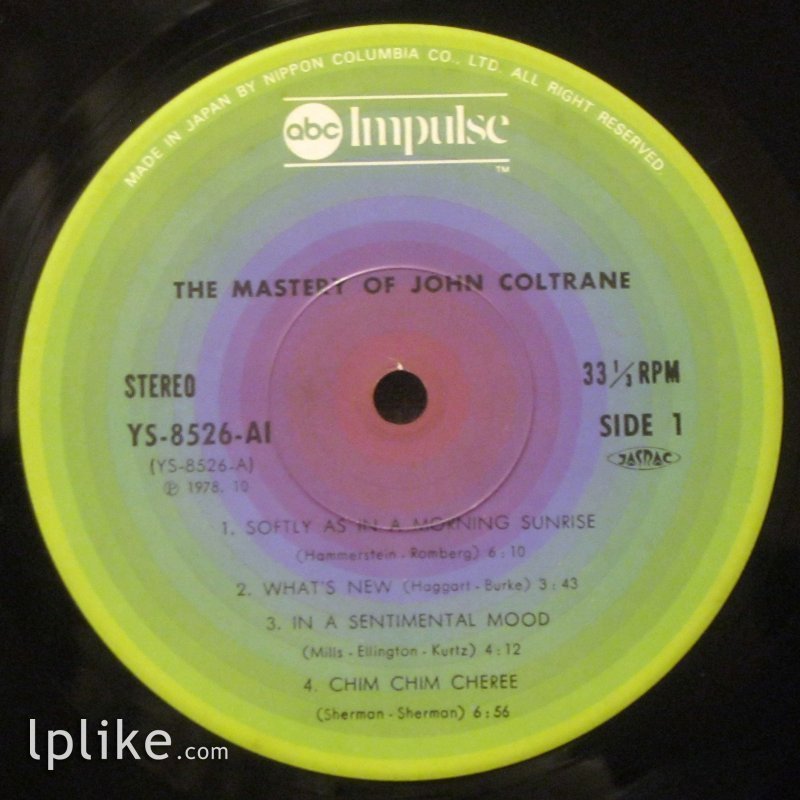 MADE IN JAPAN BY NIPPON COLUMBIA CO., LTD. ALL RIGHT RESERVED.
abc Impulse
TM
THE MASTERY OF JOHN COLTRANE
STEREO
33 1/3 RPM
YS-8526-AI
SIDE 1
(YS-8526-A)
JASRAC
℗ 1978. 10
1. SOFTLY AS IN A MORNING SUNRISE
(Hammerstein - Romberg) 6 : 10
2. WHAT'S NEW (Haggart - Burke) 3 : 43
3. IN A SENTIMENTAL MOOD
(Mills - Ellington - Kurtz) 4 : 12
4. CHIM CHIM CHEREE
(Sherman - Sherman) 6 : 56
lplike.com